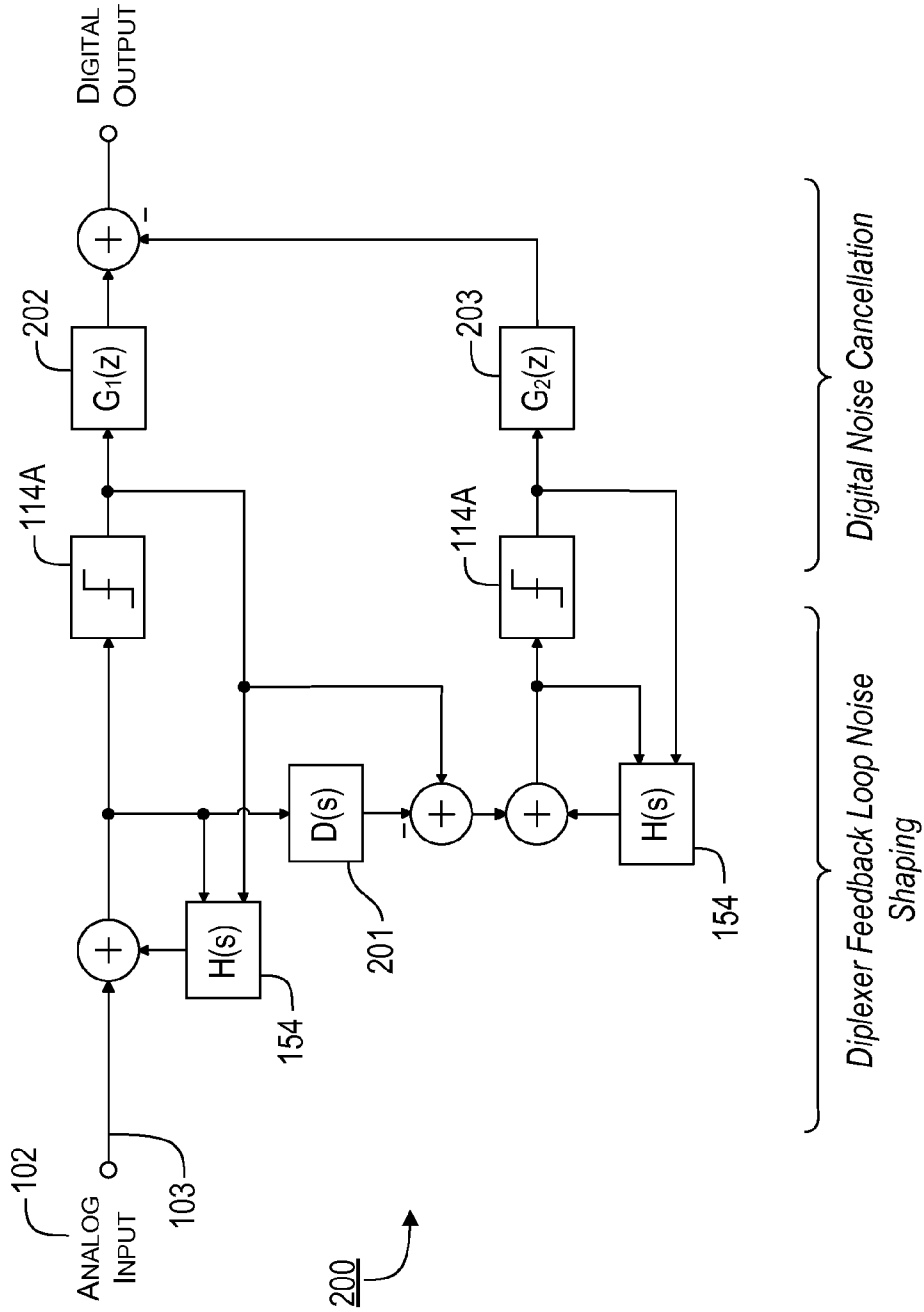 102
ANALOG
INPUT
103
200
+
H(s)
154
D(s)
201
114A
G1(z)
202
+
-
DIGITAL
OUTPUT
-
+
+
H(s)
154
114A
G2(z)
203
Diplexer Feedback Loop Noise
Shaping
Digital Noise Cancellation